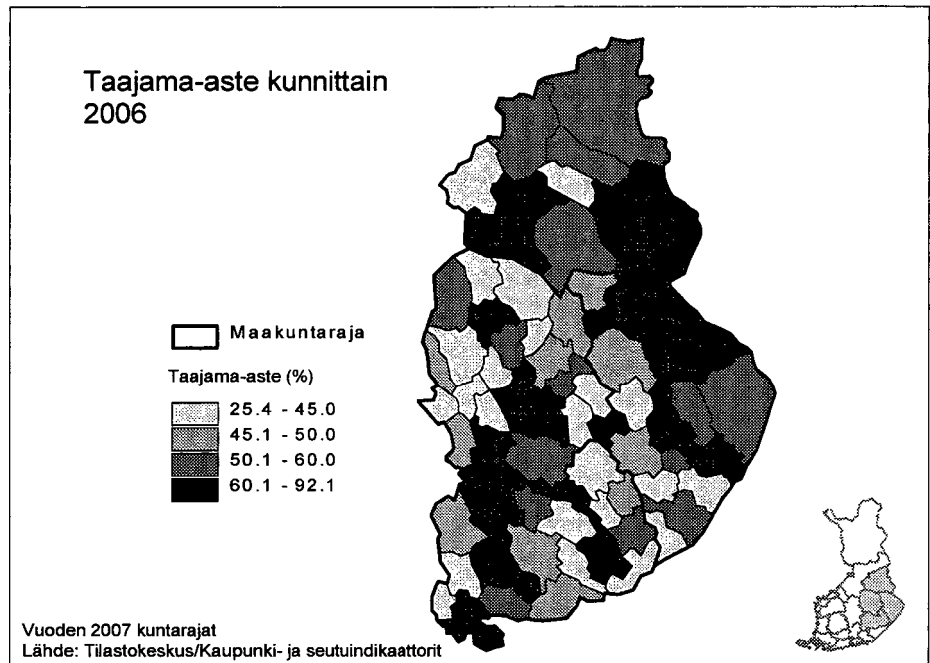 Taajama-aste kunnittain
2006
Maakuntaraja
Taajama-aste (%)
25.4 - 45.0
45.1 - 50.0
50.1 - 60.0
60.1 - 92.1
Vuoden 2007 kuntarajat
Lähde: Tilastokeskus/Kaupunki- ja seutuindikaattorit